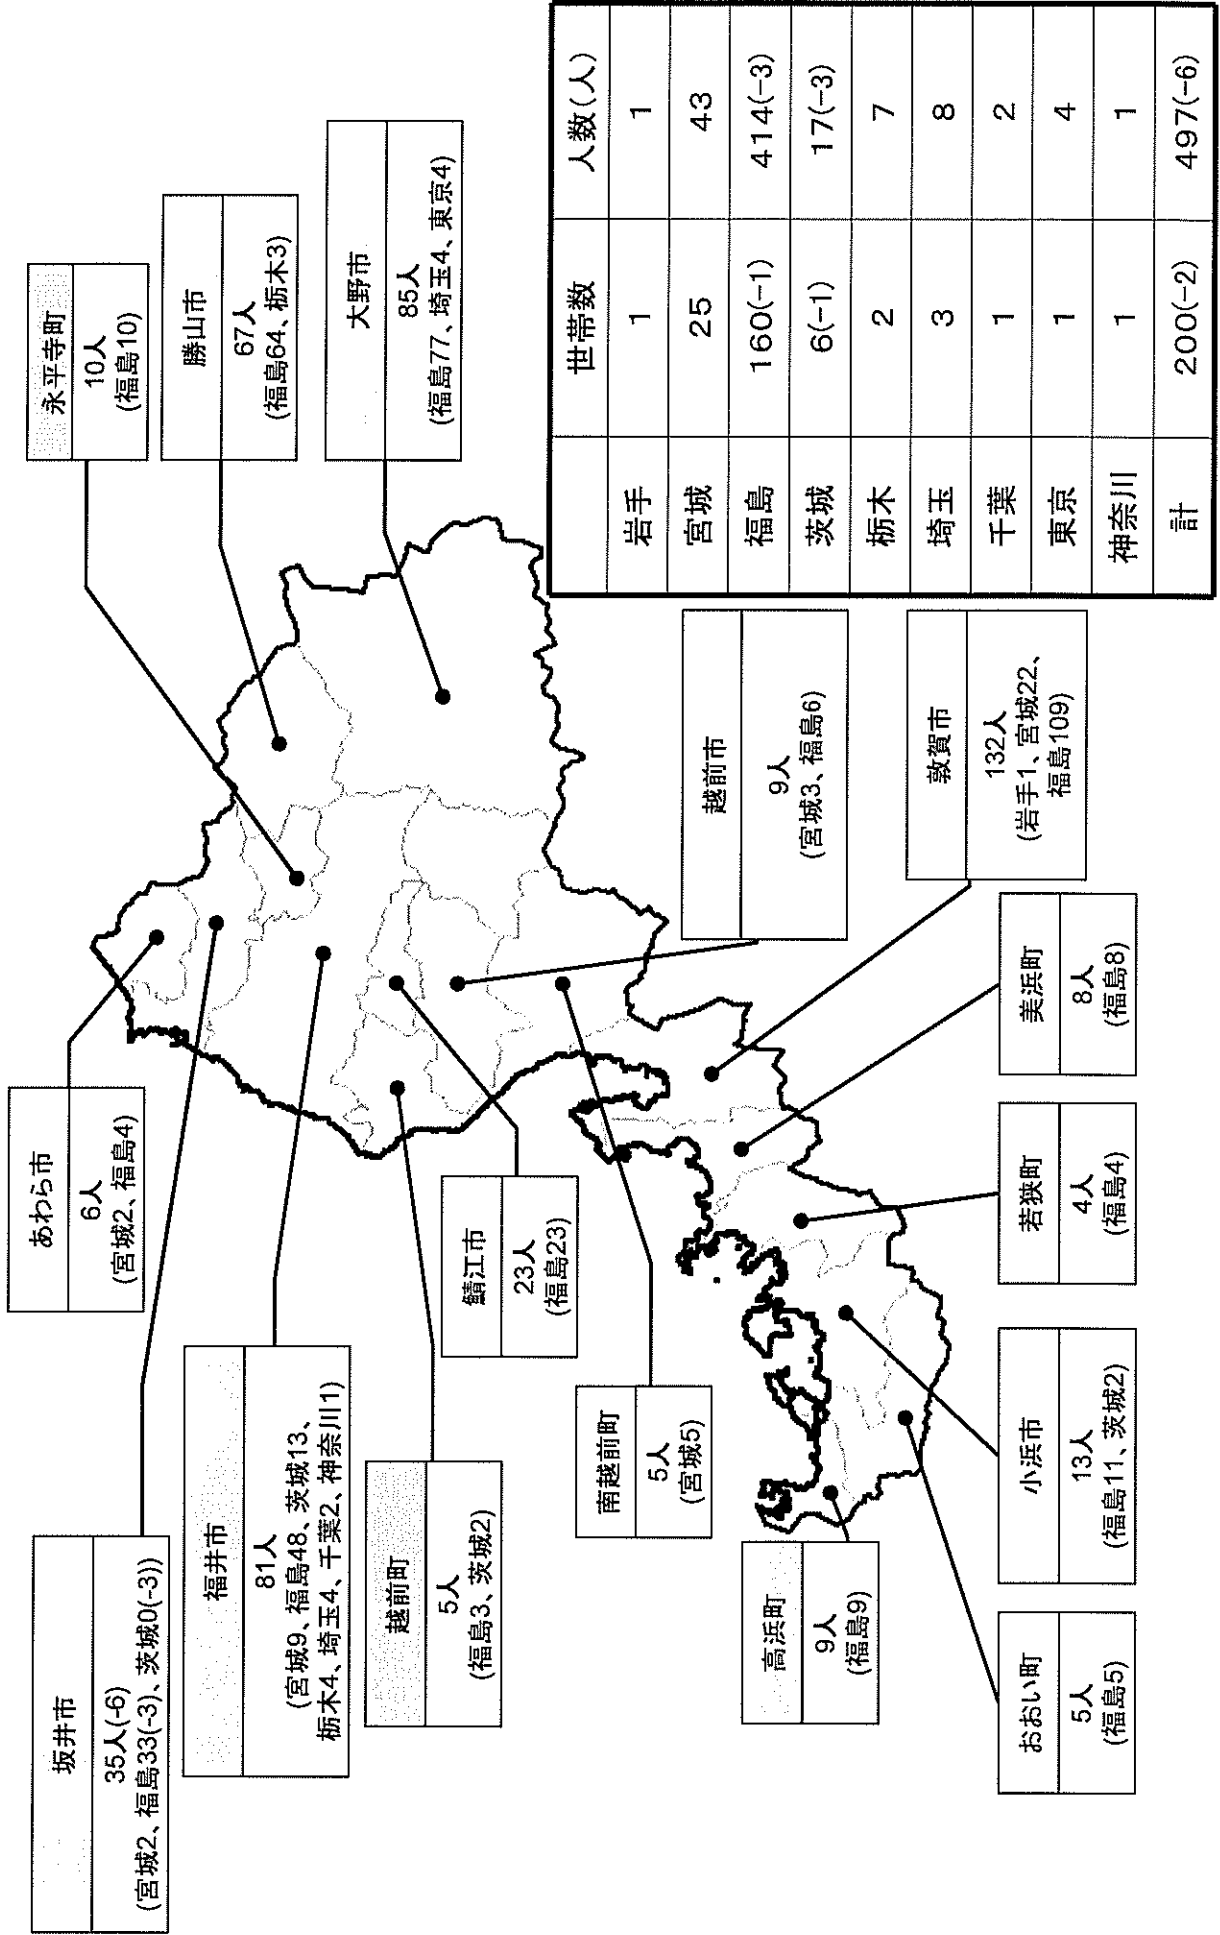 坂井市
35人(-6)
(宮城2、福島33(-3)、茨城0(-3))
あわら市
6人
(宮城2、福島4)
永平寺町
10人
(福島10)
福井市
81人
(宮城9、福島48、茨城13、
栃木4、埼玉4、千葉2、神奈川1)
勝山市
67人
(福島64、栃木3)
大野市
85人
(福島77、埼玉4、東京4)
越前町
5人
(福島3、茨城2)
鯖江市
23人
(福島23)
南越前町
5人
(宮城5)
越前市
9人
(宮城3、福島6)
高浜町
9人
(福島9)
敦賀市
132人
(岩手1、宮城22、
福島109)
おおい町
5人
(福島5)
小浜市
13人
(福島11、茨城2)
若狭町
4人
(福島4)
美浜町
8人
(福島8)
世帯数 人数(人)
岩手 1 1
宮城 25 43
福島 160(-1) 414(-3)
茨城 6(-1) 17(-3)
栃木 2 7
埼玉 3 8
千葉 1 2
東京 1 4
神奈川 1 1
計 200(-2) 497(-6)